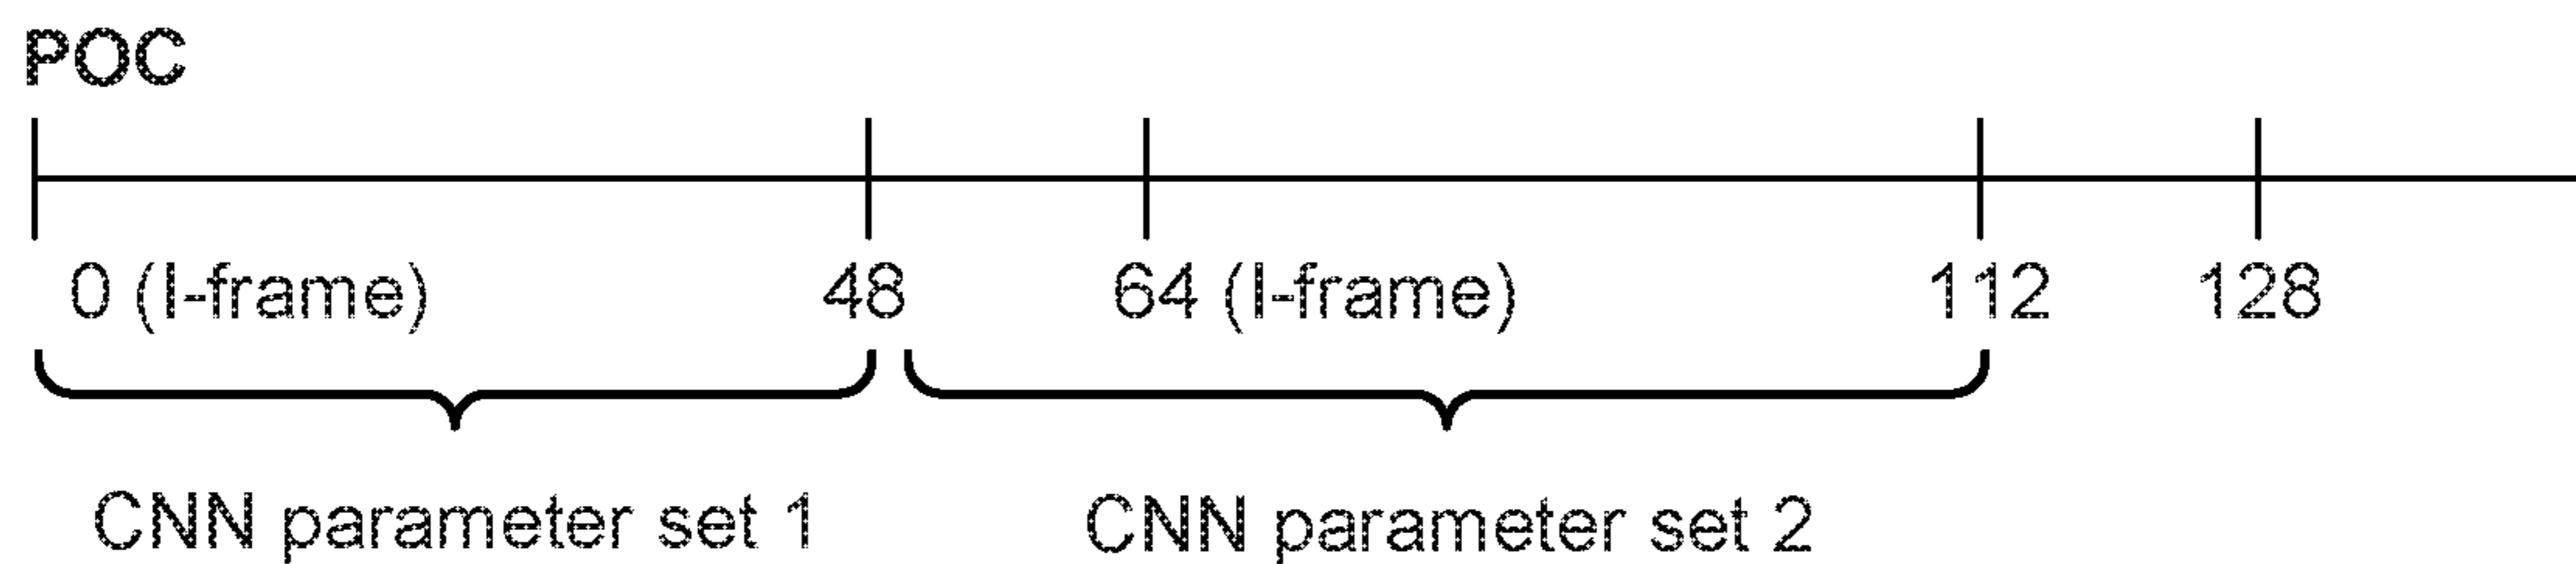 POC
0 (I-frame) 48 64 (I-frame) 112 128
CNN parameter set 1 CNN parameter set 2